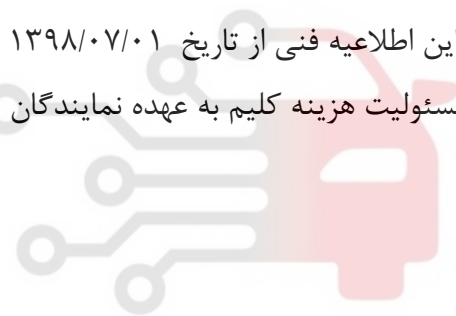 این اطلاعیه فنی از تاریخ ۱۳۹۸/۰۷/۰۱
مسئولیت هزینه کلیم به عهده نمایندگان